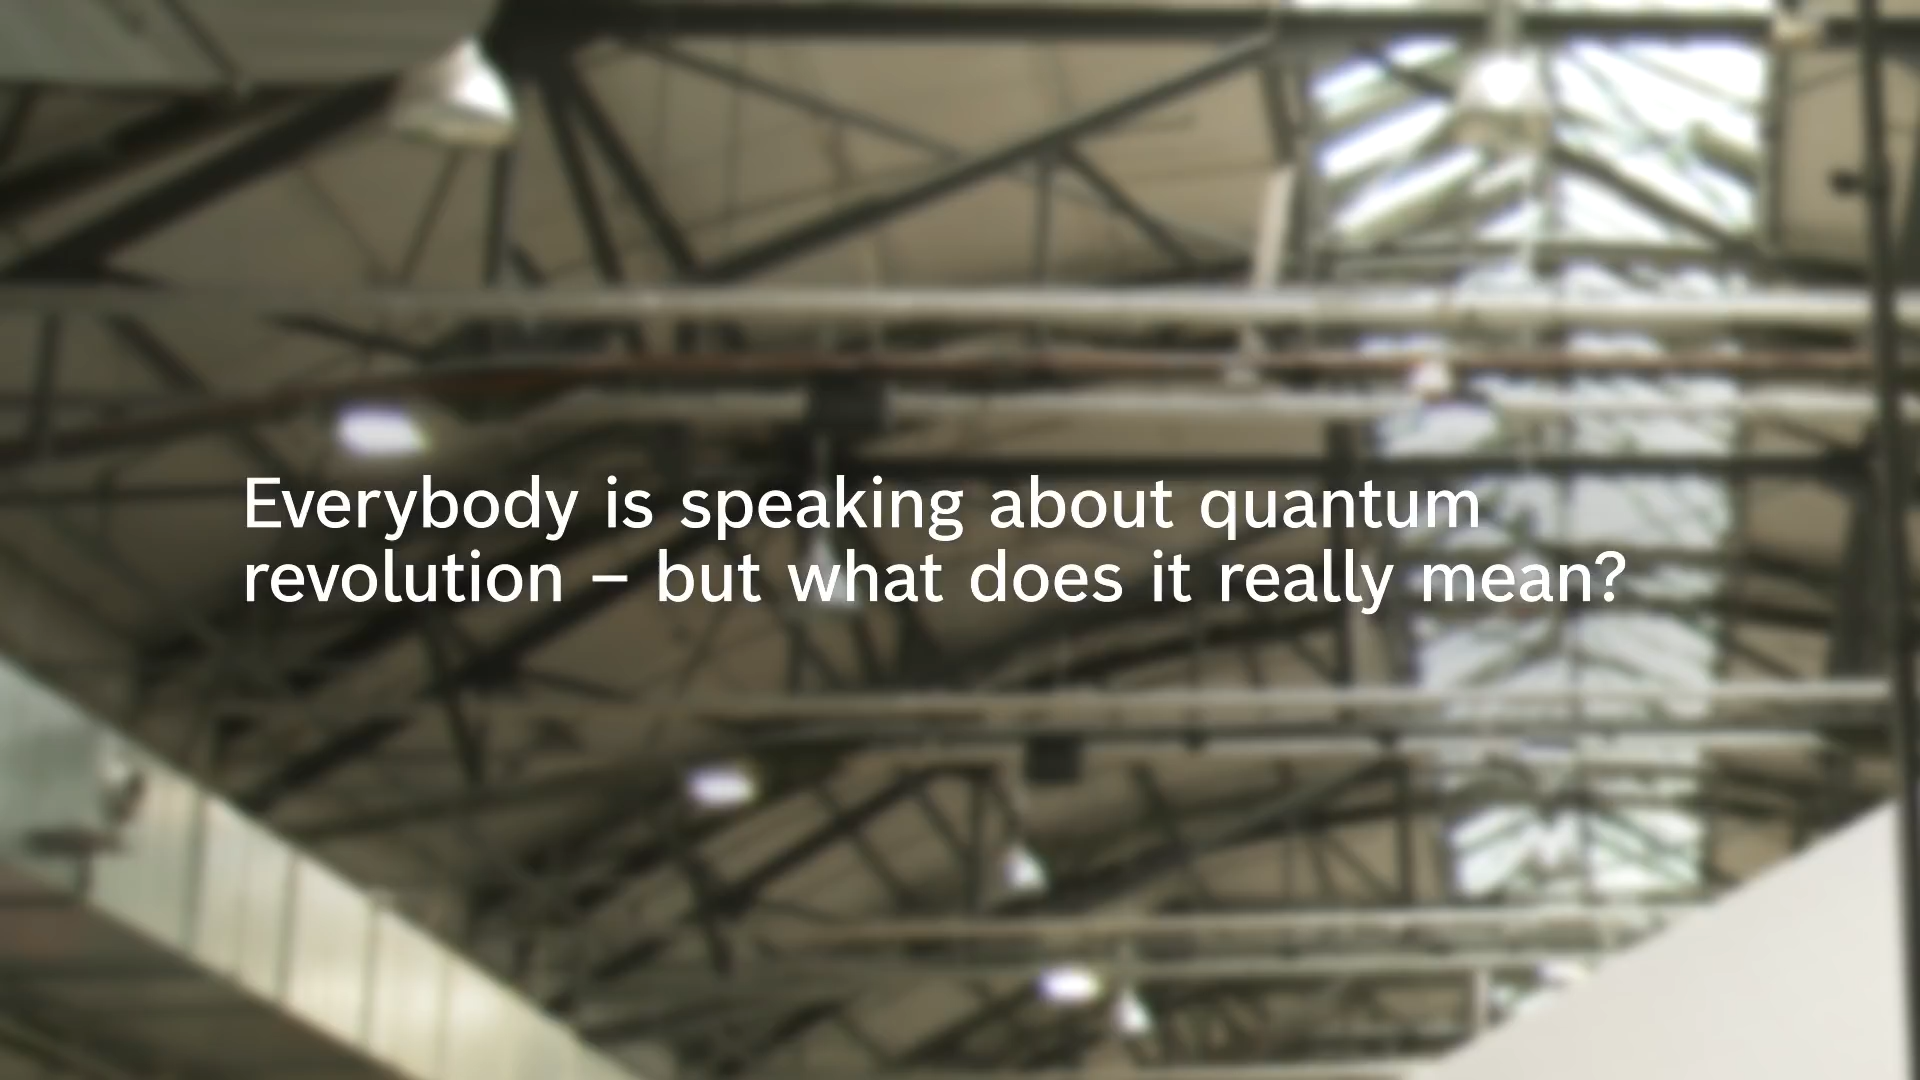 Everybody is speaking about quantum
revolution – but what does it really mean?